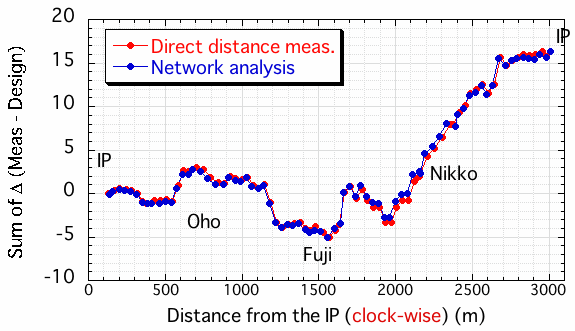 20
15
10
5
0
-5
-10
Sum of Δ (Meas - Design)
Direct distance meas.
Network analysis
IP
IP
Oho
Fuji
Nikko
0 500 1000 1500 2000 2500 3000
Distance from the IP (clock-wise) (m)